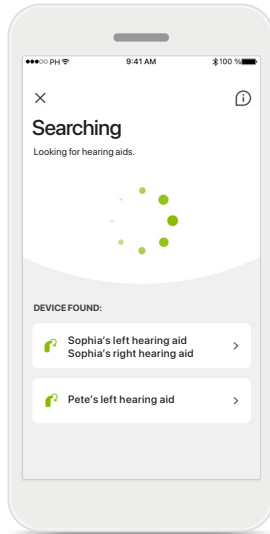 ●●●○○ PH 9:41 AM 100 %
Searching
Looking for hearing aids.
DEVICE FOUND:
Sophia's left hearing aid
Sophia's right hearing aid
Pete's left hearing aid